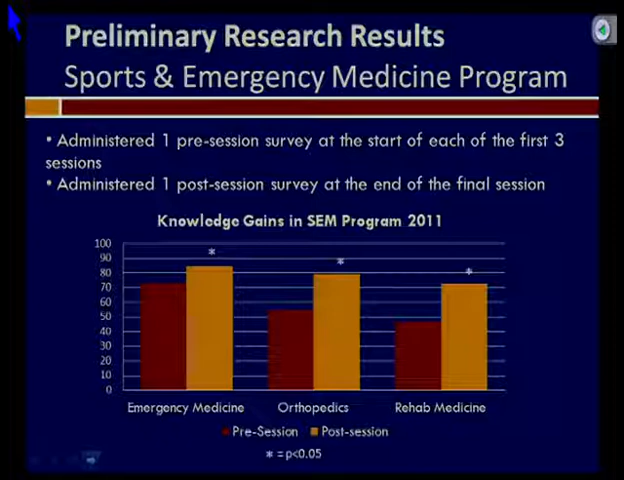 Preliminary Research Results
Sports & Emergency Medicine Program
• Administered 1 pre-session survey at the start of each of the first 3
sessions
• Administered 1 post-session survey at the end of the final session
Knowledge Gains in SEM Program 2011
100
90
80
70
60
50
40
30
20
10
0
* * *
Emergency Medicine Orthopedics Rehab Medicine
Pre-Session Post-session
* = p<0.05